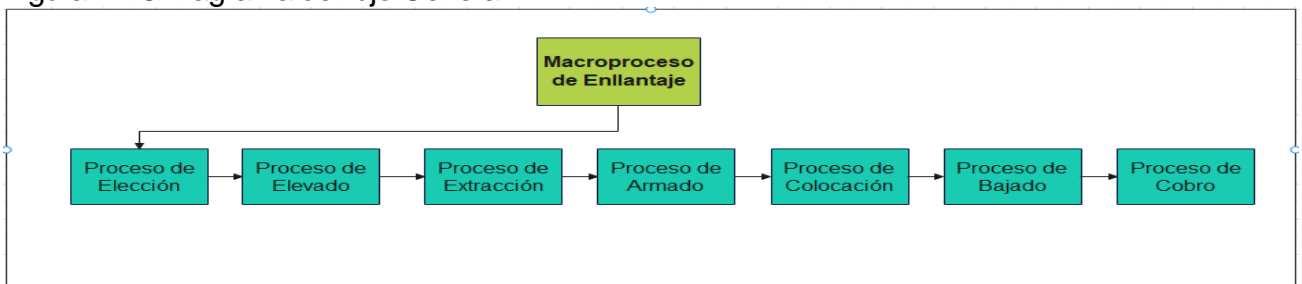 Macroproceso
de Enllantaje
Proceso de
Elección
Proceso de
Elevado
Proceso de
Extracción
Proceso de
Armado
Proceso de
Colocación
Proceso de
Bajado
Proceso de
Cobro